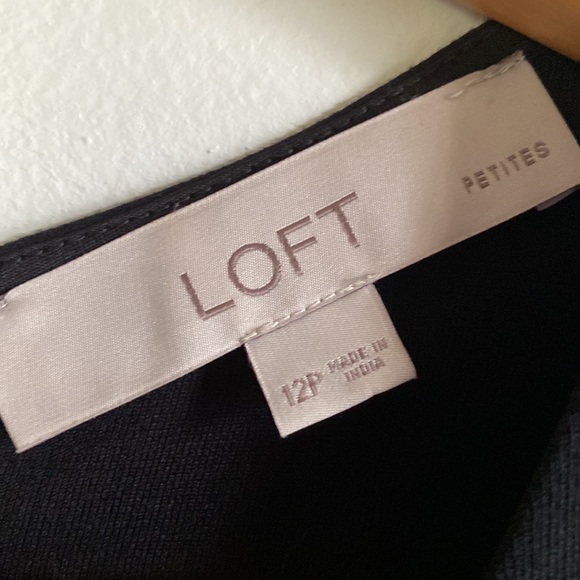 LOFT
PETITES
12P MADE IN
INDIA